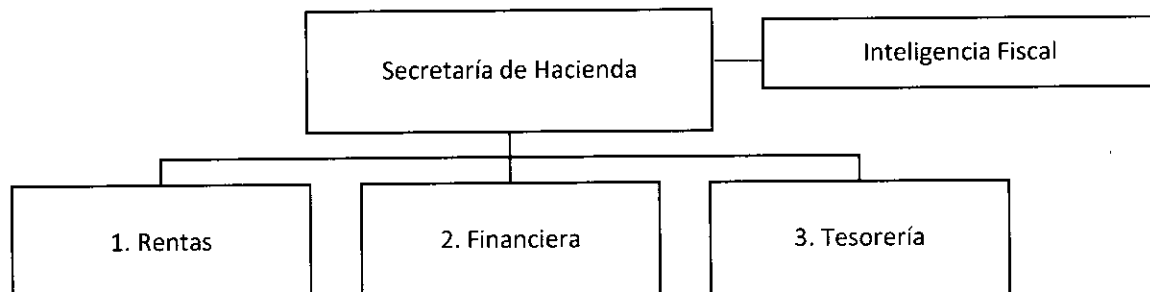 Secretaría de Hacienda
Inteligencia Fiscal
1. Rentas
2. Financiera
3. Tesorería